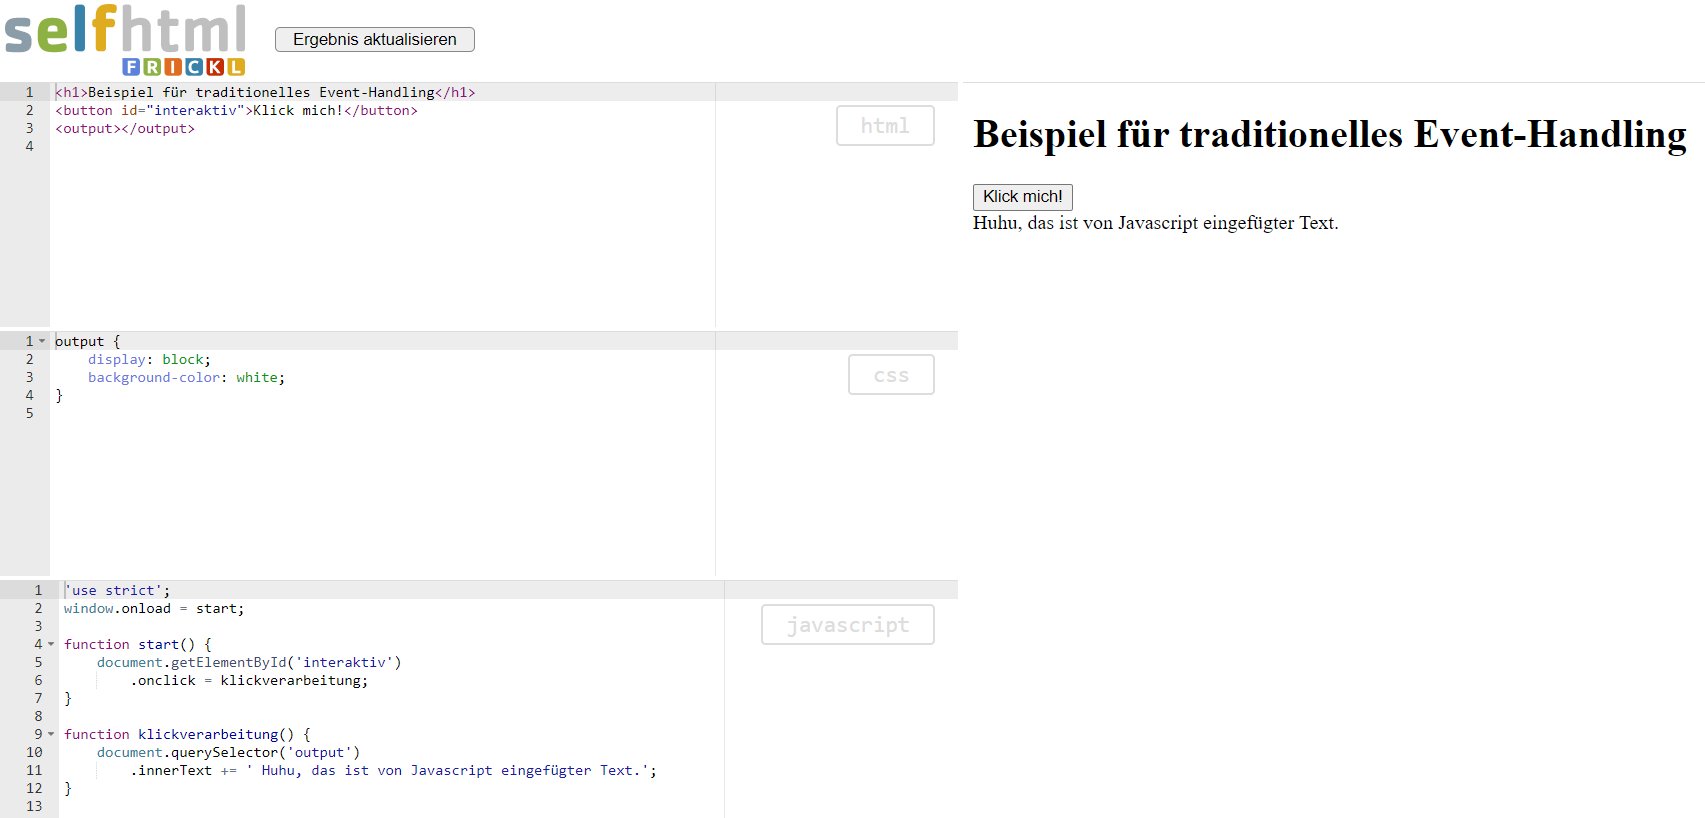 selfhtml
FRICKL
Ergebnis aktualisieren
1 <h1>Beispiel für traditionelles Event-Handling</h1>
2 <button id="interaktiv">Klick mich!</button>
3 <output></output>
4
html
1 output {
2     display: block;
3     background-color: white;
4 }
5
css
1 'use strict';
2 window.onload = start;
3
4 function start() {
5     document.getElementById('interaktiv')
6         .onclick = klickverarbeitung;
7 }
8
9 function klickverarbeitung() {
10     document.querySelector('output')
11         .innerText += ' Huhu, das ist von Javascript eingefügter Text.';
12 }
13
javascript
Beispiel für traditionelles Event-Handling
Klick mich!
Huhu, das ist von Javascript eingefügter Text.